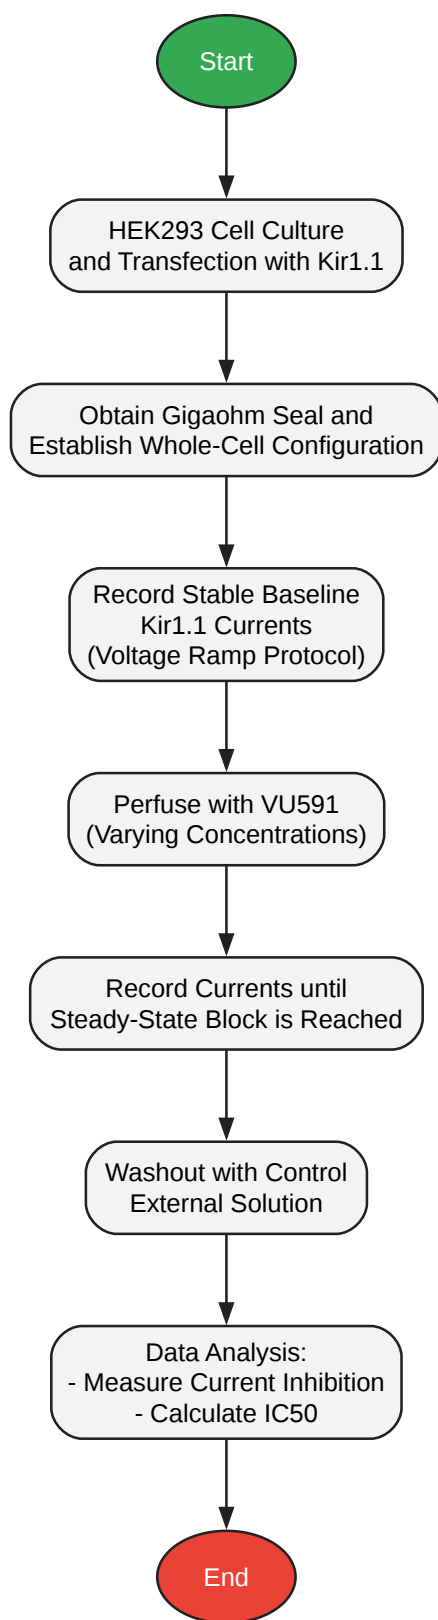 Start
HEK293 Cell Culture
and Transfection with Kir1.1
Obtain Gigaohm Seal and
Establish Whole-Cell Configuration
Record Stable Baseline
Kir1.1 Currents
(Voltage Ramp Protocol)
Perfuse with VU591
(Varying Concentrations)
Record Currents until
Steady-State Block is Reached
Washout with Control
External Solution
Data Analysis:
- Measure Current Inhibition
- Calculate IC50
End